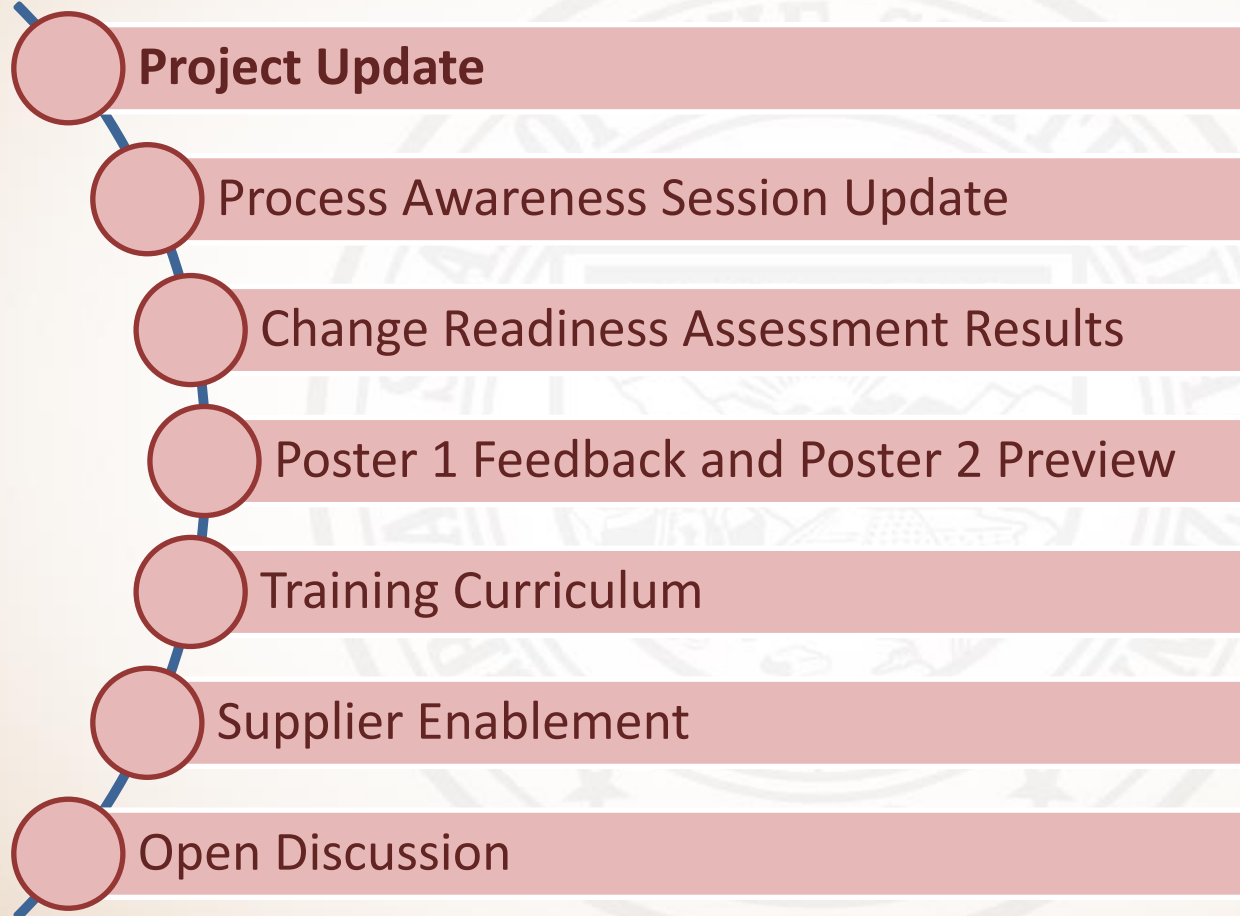 Project Update
Process Awareness Session Update
Change Readiness Assessment Results
Poster 1 Feedback and Poster 2 Preview
Training Curriculum
Supplier Enablement
Open Discussion